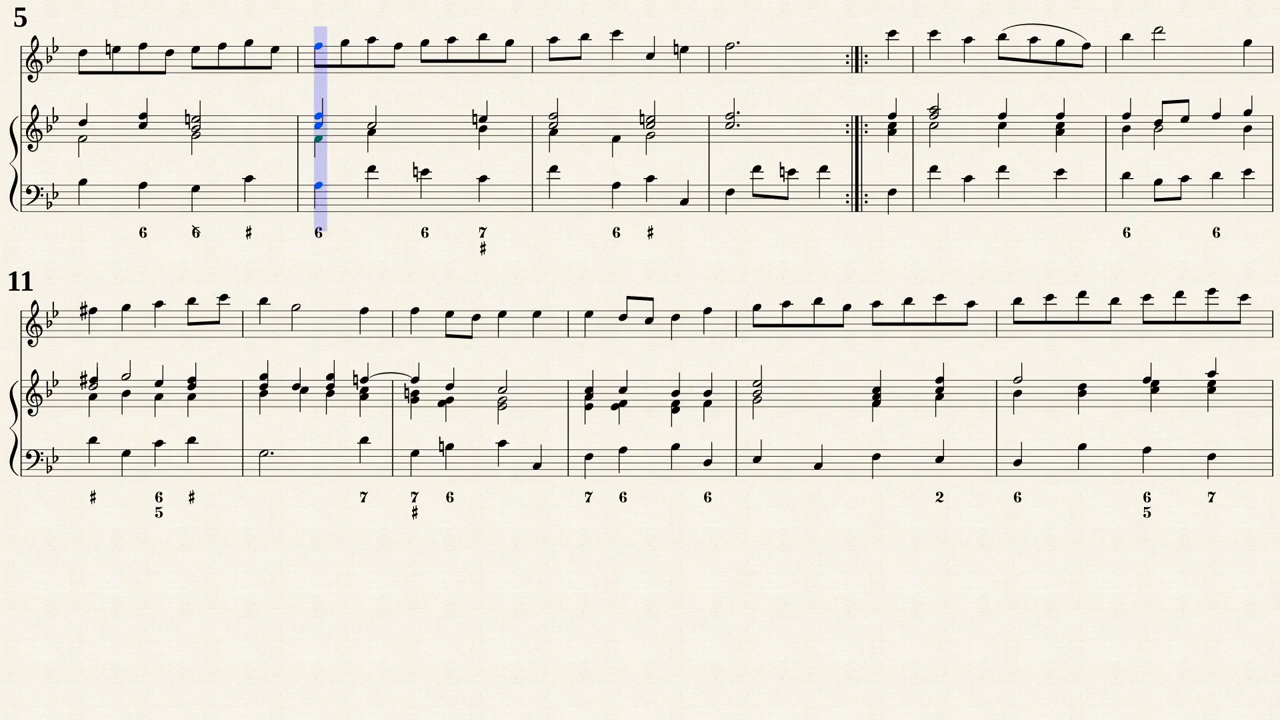 5
6 6 # 6 6 7 6 # 6 6
#
11
# 6 # 7 7 6 7 6 6 2 6 6 7
5 # 5